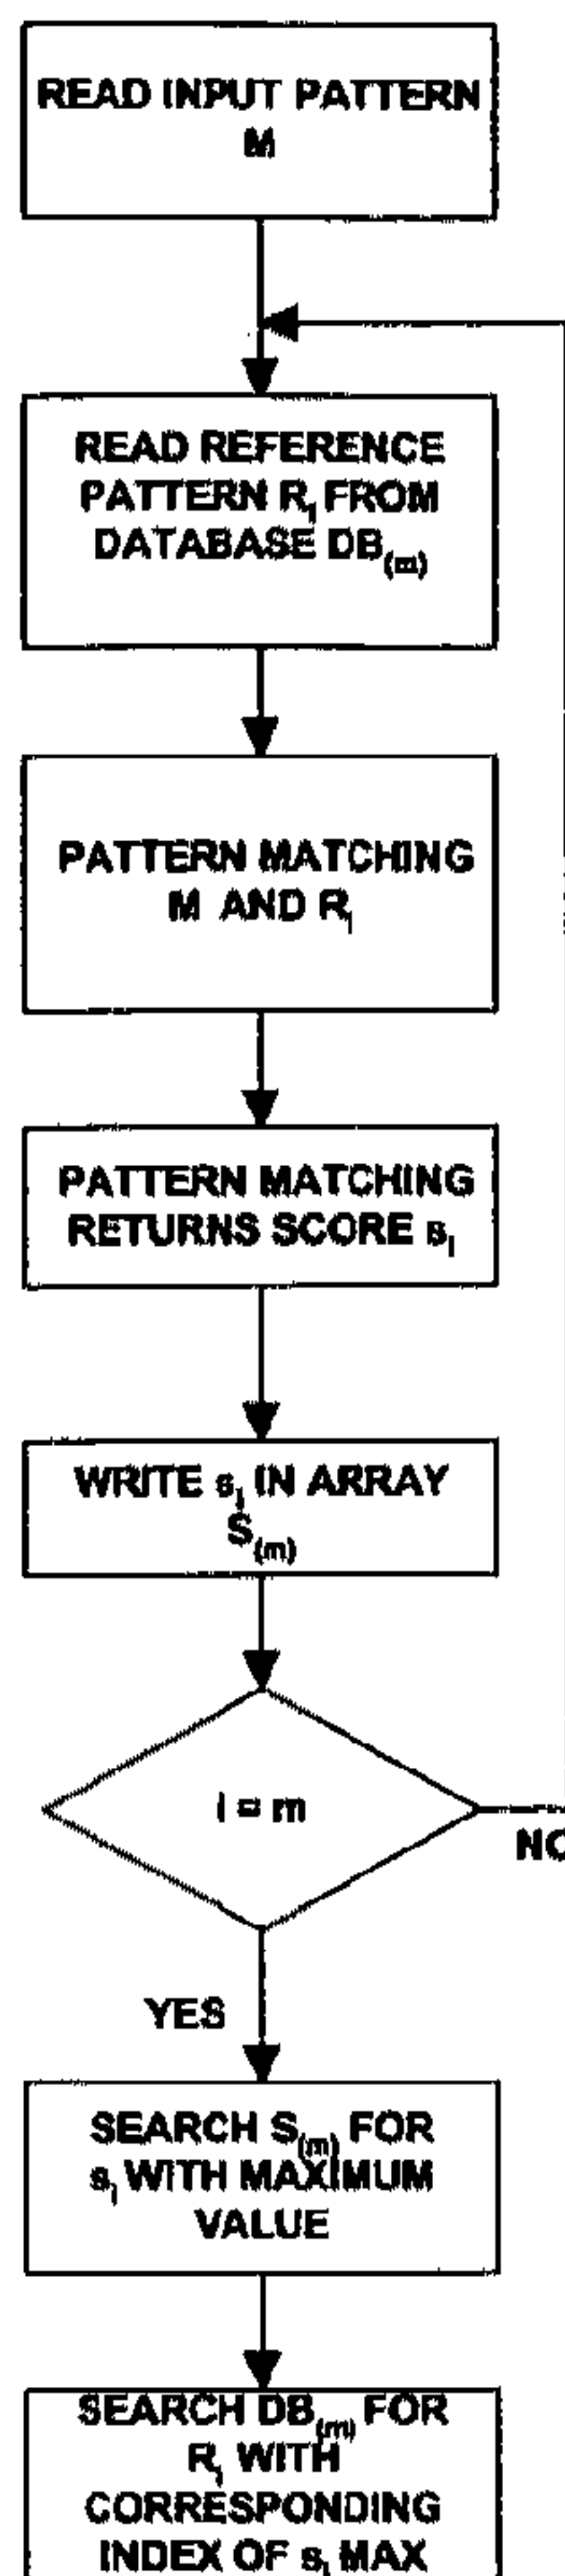 READ INPUT PATTERN
M
READ REFERENCE
PATTERN Rᵢ FROM
DATABASE DB₍ₘ₎
PATTERN MATCHING
M AND Rᵢ
PATTERN MATCHING
RETURNS SCORE sᵢ
WRITE sᵢ IN ARRAY
S₍ₘ₎
i = m
NO
YES
SEARCH S₍ₘ₎ FOR
sᵢ WITH MAXIMUM
VALUE
SEARCH DB₍ₘ₎ FOR
Rᵢ WITH
CORRESPONDING
INDEX OF sᵢ MAX